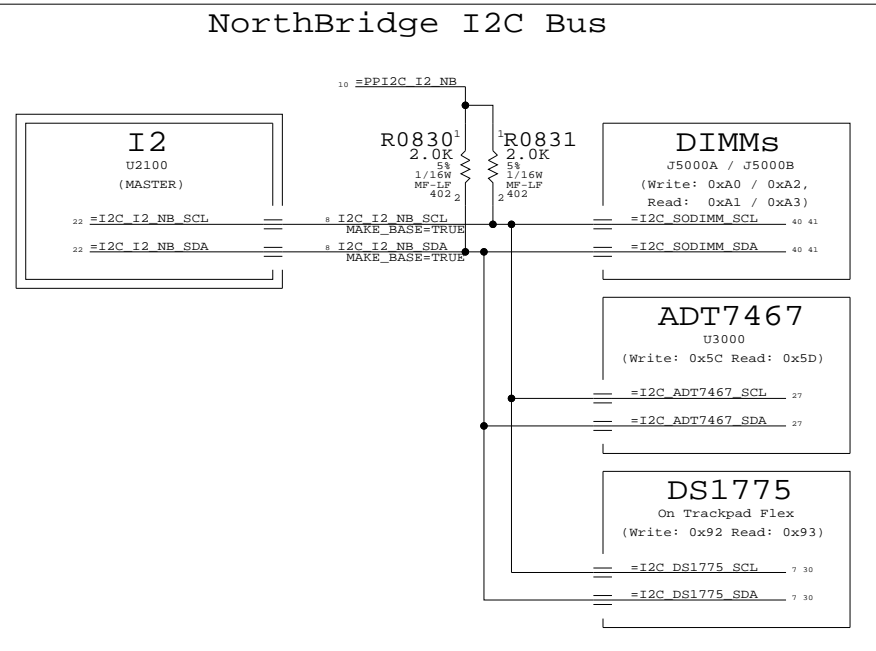 NorthBridge I2C Bus
10 =PPI2C_I2_NB
I2
U2100
(MASTER)
22 =I2C_I2_NB_SCL
22 =I2C_I2_NB_SDA
R0830 1
2.0K
5%
1/16W
MF-LF
402 2
1 R0831
2.0K
5%
1/16W
MF-LF
2 402
8 I2C_I2_NB_SCL
MAKE_BASE=TRUE
8 I2C_I2_NB_SDA
MAKE_BASE=TRUE
DIMMs
J5000A / J5000B
(Write: 0xA0 / 0xA2,
Read: 0xA1 / 0xA3)
=I2C_SODIMM_SCL 40 41
=I2C_SODIMM_SDA 40 41
ADT7467
U3000
(Write: 0x5C Read: 0x5D)
=I2C_ADT7467_SCL 27
=I2C_ADT7467_SDA 27
DS1775
On Trackpad Flex
(Write: 0x92 Read: 0x93)
=I2C_DS1775_SCL 7 30
=I2C_DS1775_SDA 7 30